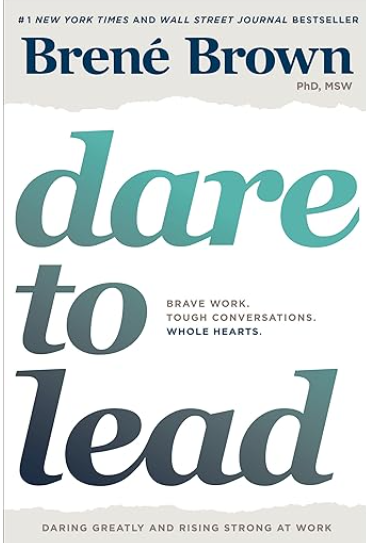 #1 NEW YORK TIMES AND WALL STREET JOURNAL BESTSELLER
Brené Brown
PhD, MSW
dare
to
BRAVE WORK.
TOUGH CONVERSATIONS.
WHOLE HEARTS.
lead
DARING GREATLY AND RISING STRONG AT WORK